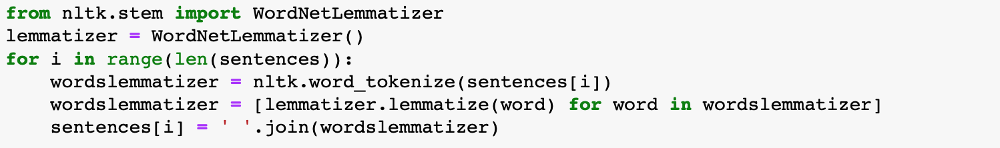 from nltk.stem import WordNetLemmatizer
lemmatizer = WordNetLemmatizer()
for i in range(len(sentences)):
    wordslemmatizer = nltk.word_tokenize(sentences[i])
    wordslemmatizer = [lemmatizer.lemmatize(word) for word in wordslemmatizer]
    sentences[i] = ' '.join(wordslemmatizer)